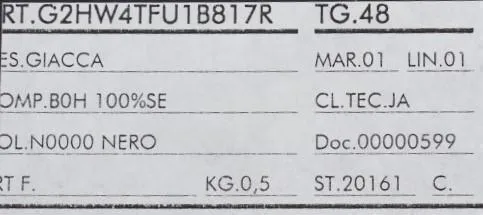 RT.G2HW4TFU1B817R TG.48
ES.GIACCA MAR.01 LIN.01
OMP.B0H 100%SE CL.TEC.JA
OL.N0000 NERO Doc.00000599
RT F. KG.0,5 ST.20161 C.